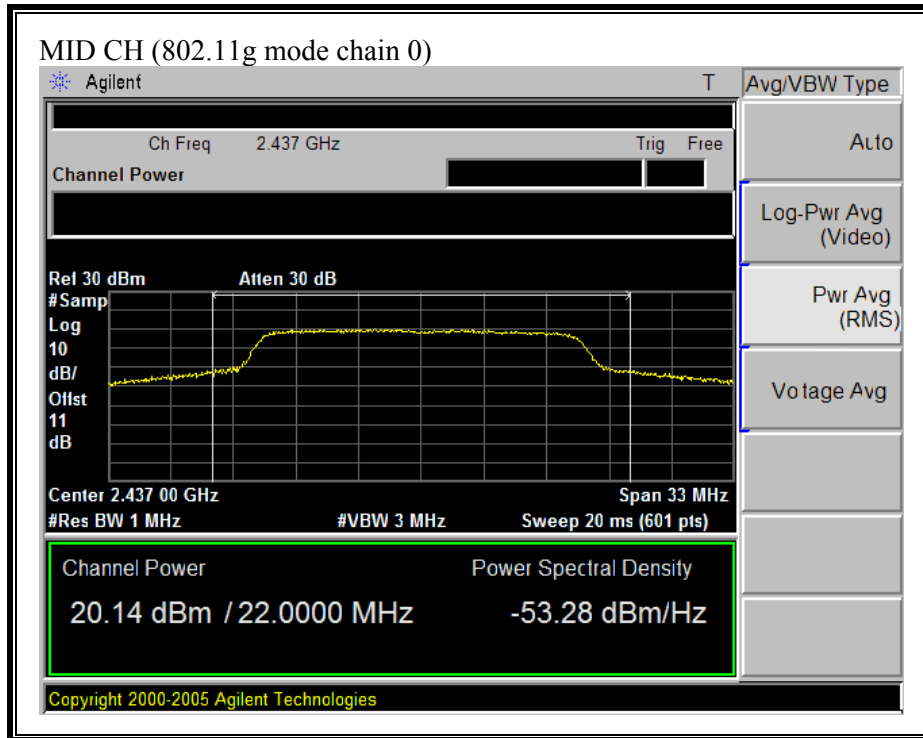 MID CH (802.11g mode chain 0)
Agilent T Avg/VBW Type
Ch Freq 2.437 GHz Trig Free
Channel Power
Auto
Log-Pwr Avg
(Video)
Pwr Avg
(RMS)
Votage Avg
Ref 30 dBm Atten 30 dB
#Samp
Log
10
dB/
Offst
11
dB
Center 2.437 00 GHz Span 33 MHz
#Res BW 1 MHz #VBW 3 MHz Sweep 20 ms (601 pts)
Channel Power Power Spectral Density
20.14 dBm / 22.0000 MHz -53.28 dBm/Hz
Copyright 2000-2005 Agilent Technologies